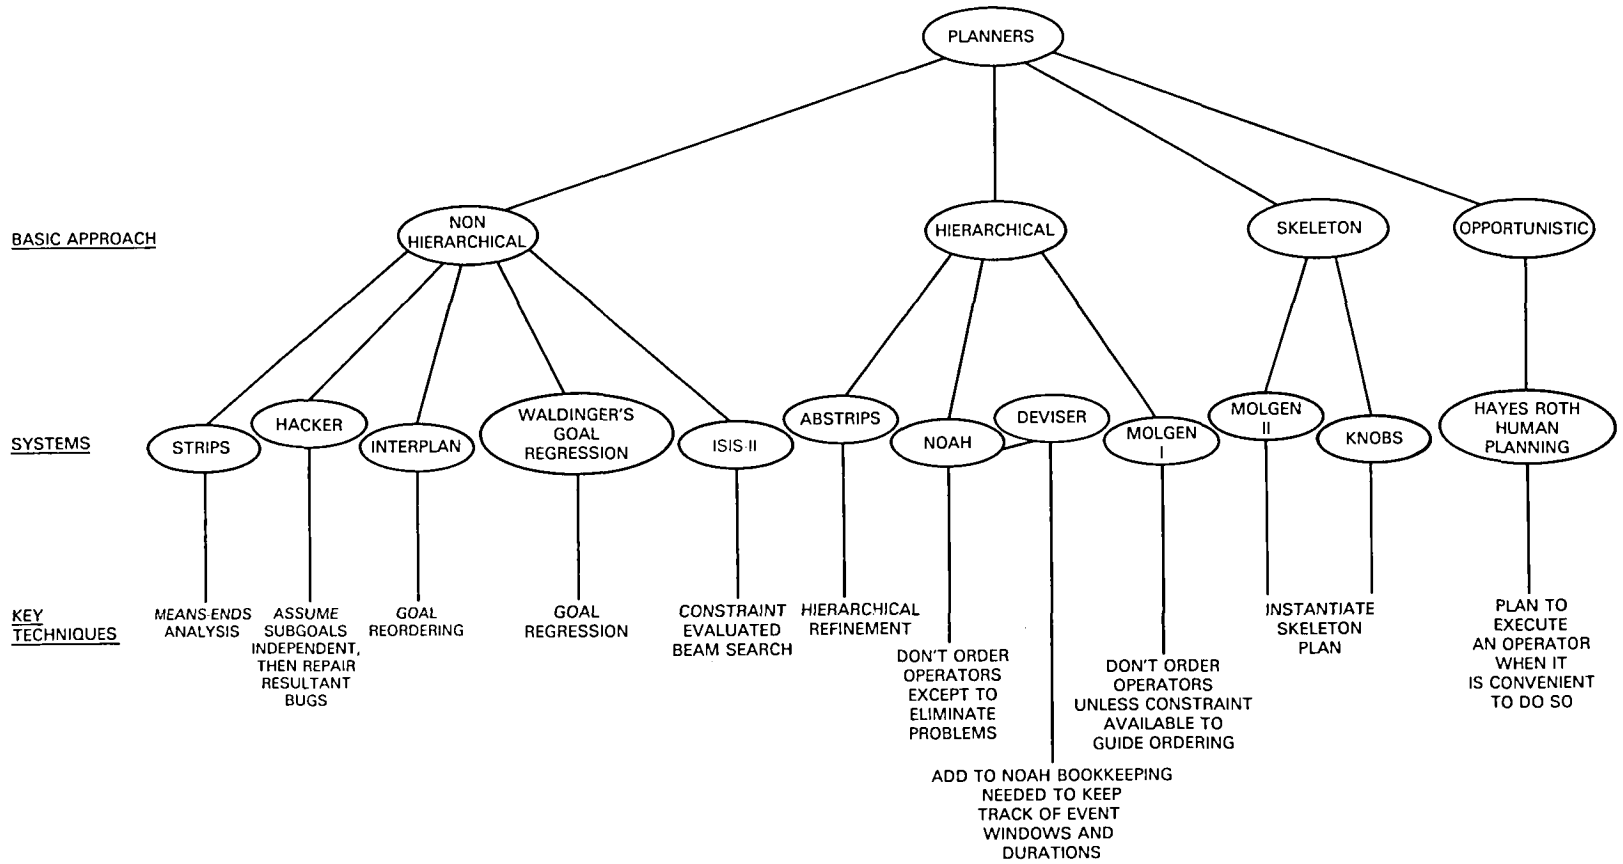 PLANNERS
BASIC APPROACH
NON
HIERARCHICAL
HIERARCHICAL
SKELETON
OPPORTUNISTIC
SYSTEMS
STRIPS
HACKER
INTERPLAN
WALDINGER'S
GOAL
REGRESSION
ISIS-II
ABSTRIPS
NOAH
DEVISER
MOLGEN
I
MOLGEN
II
KNOBS
HAYES ROTH
HUMAN
PLANNING
KEY
TECHNIQUES
MEANS-ENDS
ANALYSIS
ASSUME
SUBGOALS
INDEPENDENT,
THEN REPAIR
RESULTANT
BUGS
GOAL
REORDERING
GOAL
REGRESSION
CONSTRAINT
EVALUATED
BEAM SEARCH
HIERARCHICAL
REFINEMENT
DON'T ORDER
OPERATORS
EXCEPT TO
ELIMINATE
PROBLEMS
ADD TO NOAH BOOKKEEPING
NEEDED TO KEEP
TRACK OF EVENT
WINDOWS AND
DURATIONS
DON'T ORDER
OPERATORS
UNLESS CONSTRAINT
AVAILABLE TO
GUIDE ORDERING
INSTANTIATE
SKELETON
PLAN
PLAN TO
EXECUTE
AN OPERATOR
WHEN IT
IS CONVENIENT
TO DO SO